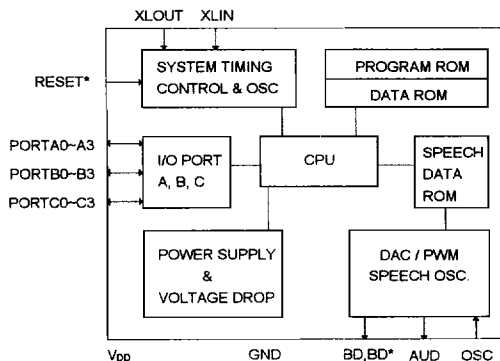 XLOUT XLIN
SYSTEM TIMING
CONTROL & OSC
PROGRAM ROM
DATA ROM
RESET*
PORTA0~A3
PORTB0~B3
PORTC0~C3
I/O PORT
A, B, C
CPU
SPEECH
DATA
ROM
POWER SUPPLY
&
VOLTAGE DROP
DAC / PWM
SPEECH OSC.
VDD GND BD,BD* AUD OSC